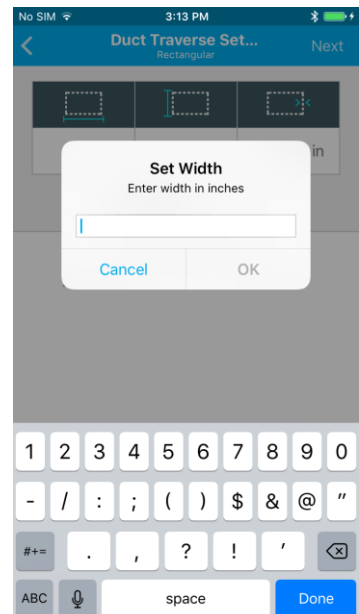 No SIM 3:13 PM
Duct Traverse Set...
Rectangular
Next
in
Set Width
Enter width in inches
Cancel OK
1 2 3 4 5 6 7 8 9 0
- / : ; ( ) $ & @ "
#+= . , ? ! '
ABC space Done